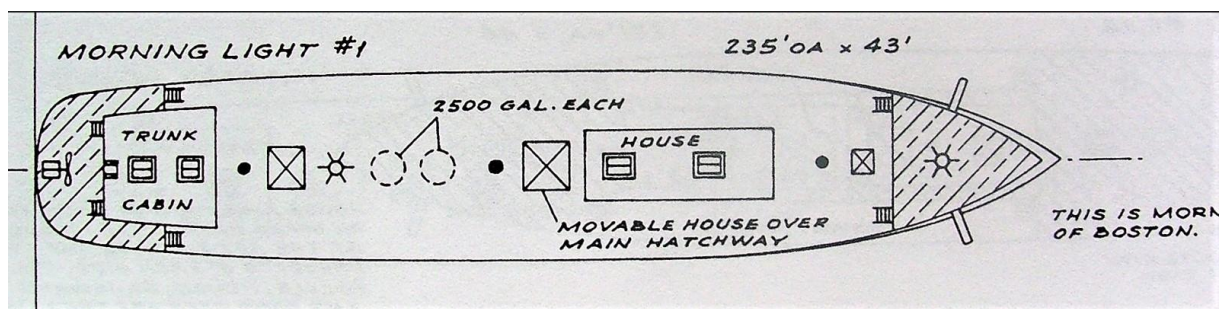 MORNING LIGHT #1
235' OA x 43'
2500 GAL. EACH
TRUNK
CABIN
HOUSE
MOVABLE HOUSE OVER
MAIN HATCHWAY
THIS IS MORN
OF BOSTON.